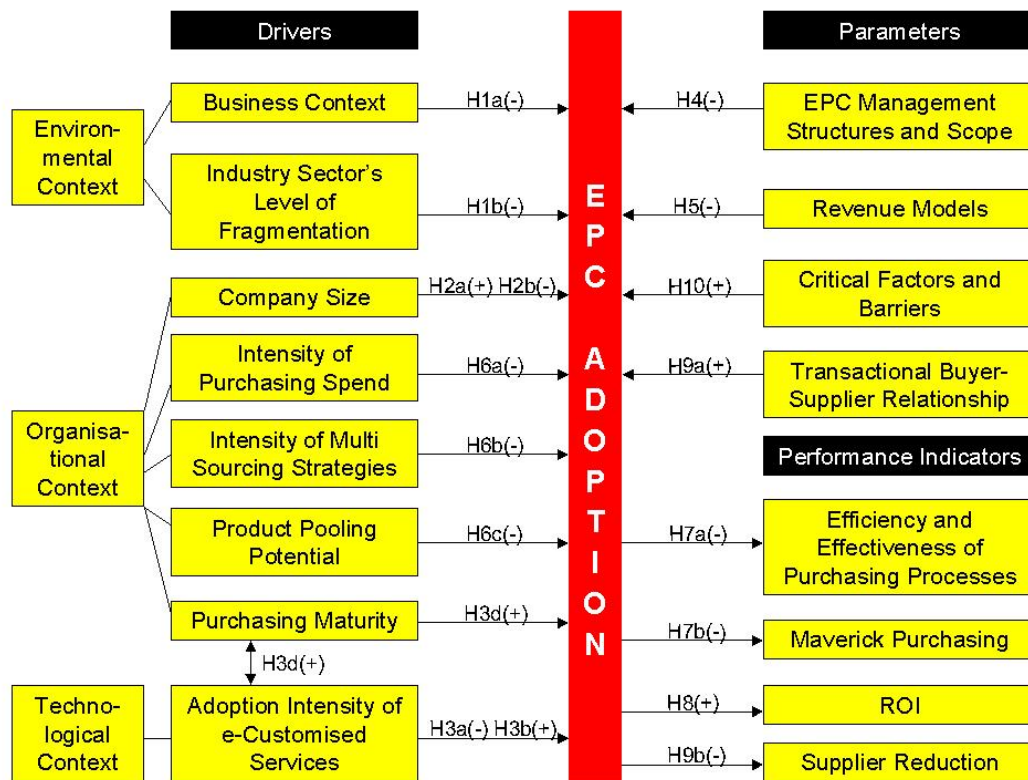 Drivers
Parameters
Environ-
mental
Context
Business Context
H1a(-)
Industry Sector's
Level of
Fragmentation
H1b(-)
Organisa-
tional
Context
Company Size
H2a(+) H2b(-)
Intensity of
Purchasing Spend
H6a(-)
Intensity of Multi
Sourcing Strategies
H6b(-)
Product Pooling
Potential
H6c(-)
Purchasing Maturity
H3d(+)
H3d(+)
Techno-
logical
Context
Adoption Intensity of
e-Customised
Services
H3a(-) H3b(+)
EPC ADOPTION
H4(-)
EPC Management
Structures and Scope
H5(-)
Revenue Models
H10(+)
Critical Factors and
Barriers
H9a(+)
Transactional Buyer-
Supplier Relationship
Performance Indicators
H7a(-)
Efficiency and
Effectiveness of
Purchasing Processes
H7b(-)
Maverick Purchasing
H8(+)
ROI
H9b(-)
Supplier Reduction